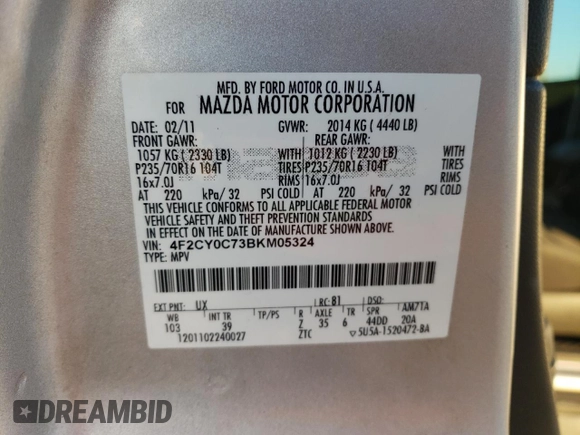 MFD. BY FORD MOTOR CO. IN U.S.A.
FOR MAZDA MOTOR CORPORATION
DATE: 02/11 GVWR: 2014 KG ( 4440 LB)
FRONT GAWR: REAR GAWR:
1057 KG ( 2330 LB) WITH 1012 KG ( 2230 LB) WITH
P235/70R16 104T TIRES P235/70R16 104T TIRES
16x7.0J RIMS 16x7.0J RIMS
AT 220 kPa/ 32 PSI COLD AT 220 kPa/ 32 PSI COLD
THIS VEHICLE CONFORMS TO ALL APPLICABLE FEDERAL MOTOR
VEHICLE SAFETY AND THEFT PREVENTION STANDARDS
IN EFFECT ON THE DATE OF MANUFACTURE SHOWN ABOVE.
VIN: 4F2CY0C73BKM05324
TYPE: MPV
EXT PNT: UX RC: 81 DSO:
WB INT TR TP/PS R AXLE TR SPR AM7TA
103 39 Z 35 6 44DD 20A
1201102240027 ZTC 5U5A-1520472-BA
DREAMBID